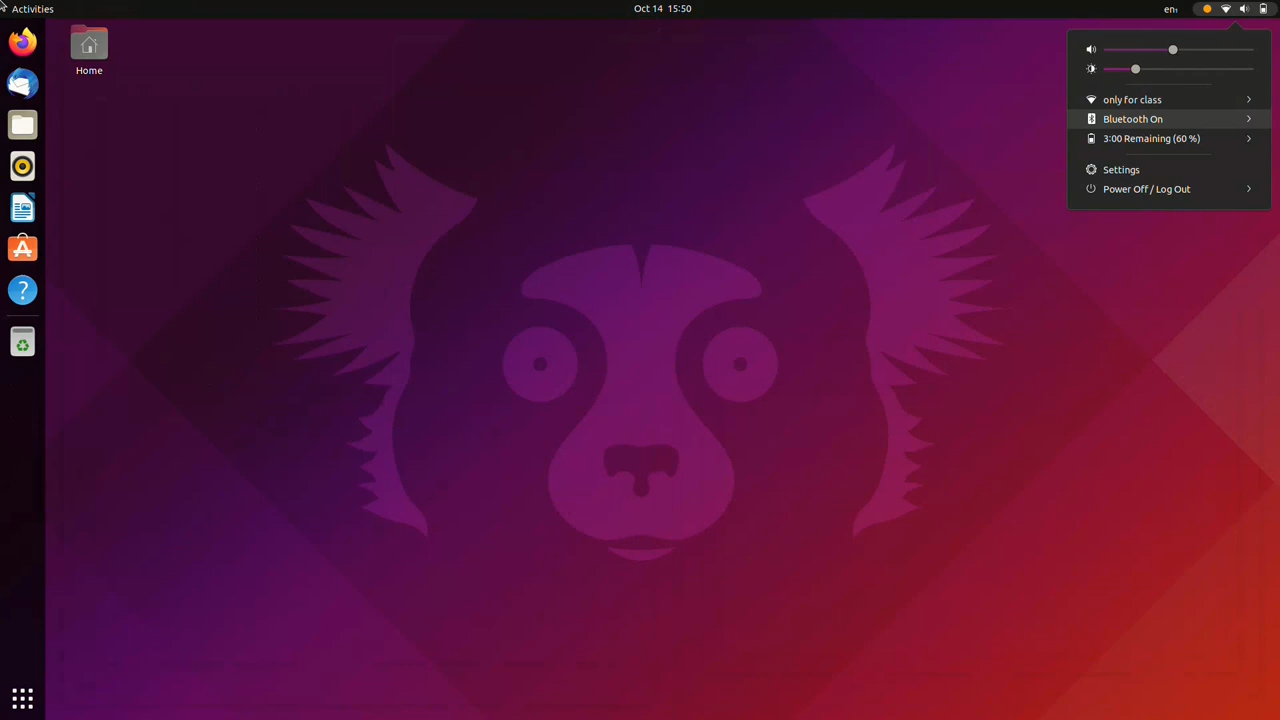 Activities
Oct 14 15:50
en₁
Home
only for class
Bluetooth On
3:00 Remaining (60 %)
Settings
Power Off / Log Out